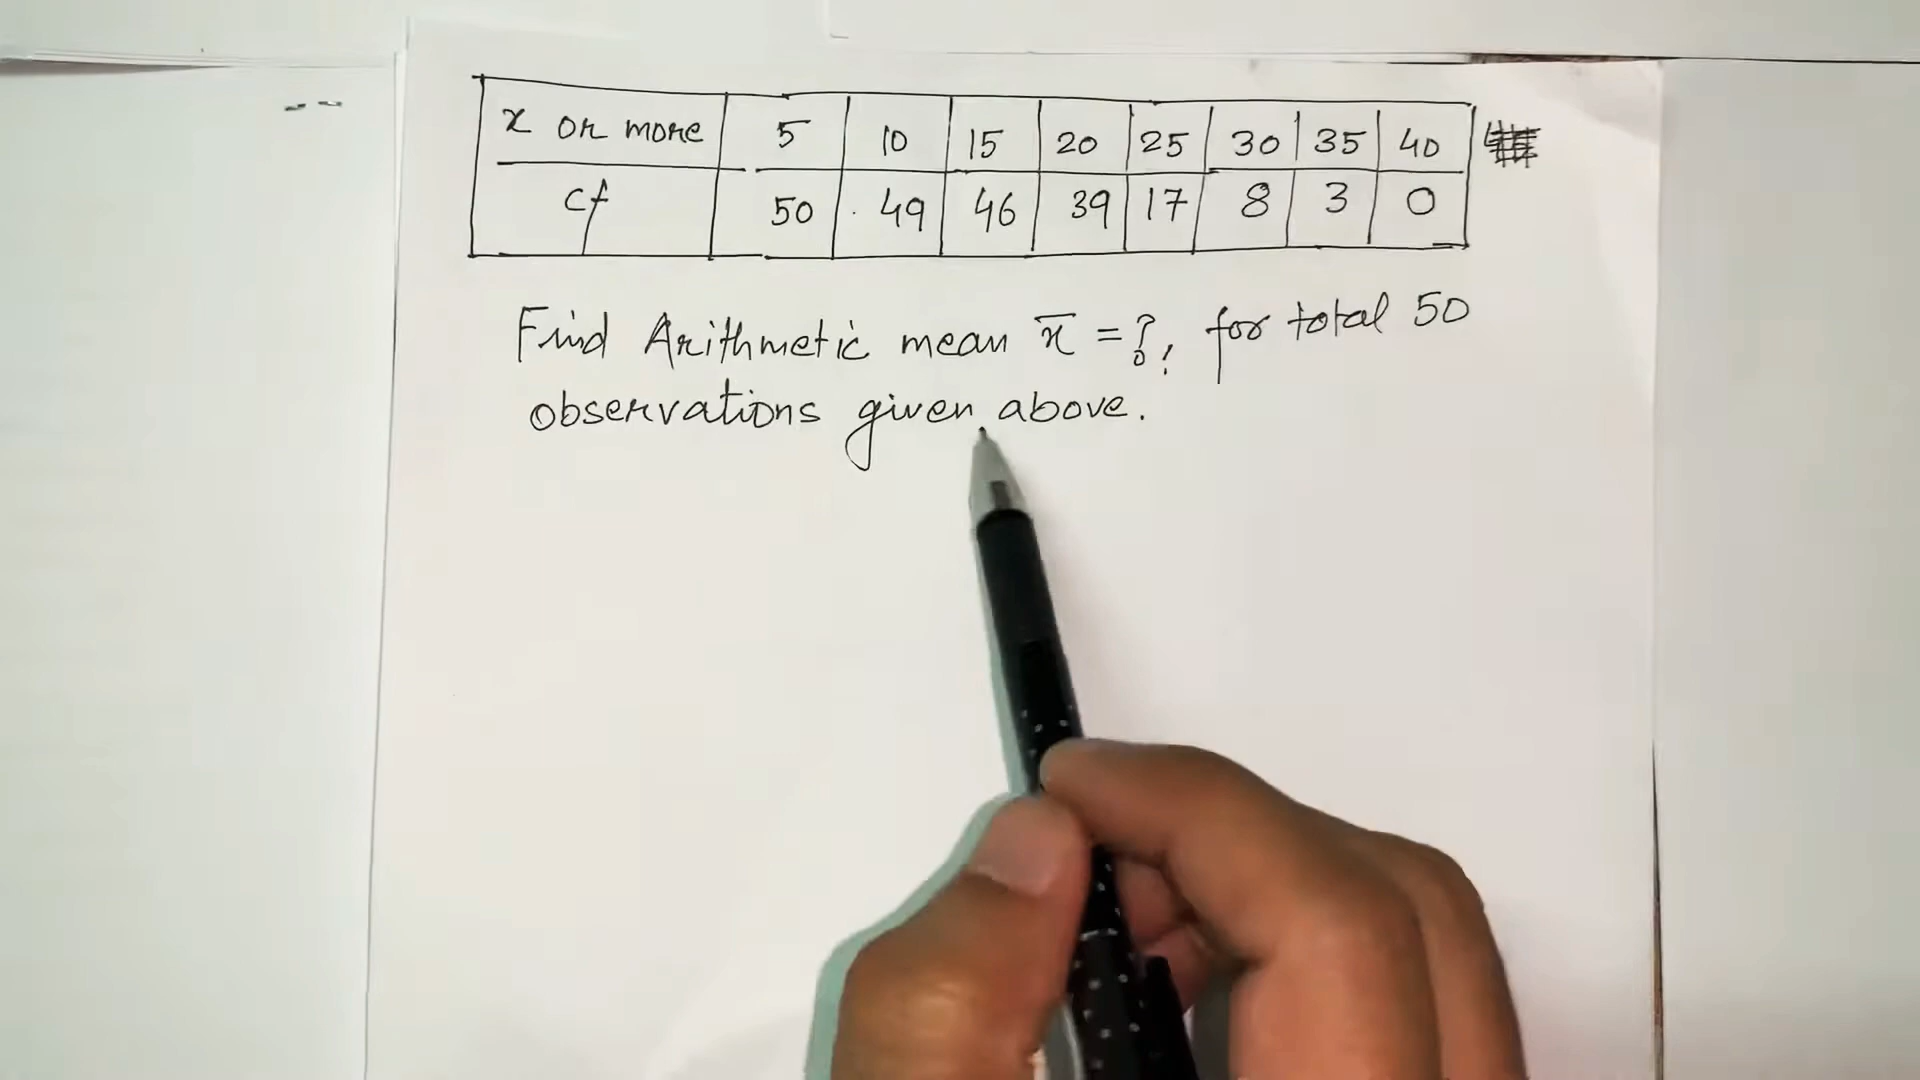 x or more 5 10 15 20 25 30 35 40
cf 50 49 46 39 17 8 3 0
Find Arithmetic mean x̄ = ?, for total 50
observations given above.